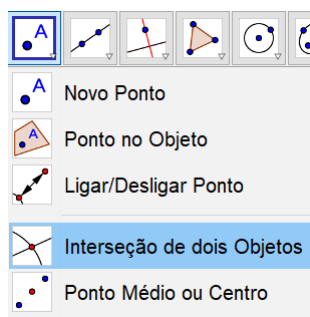 A
A
Novo Ponto
A
Ponto no Objeto
Ligar/Desligar Ponto
Interseção de dois Objetos
Ponto Médio ou Centro